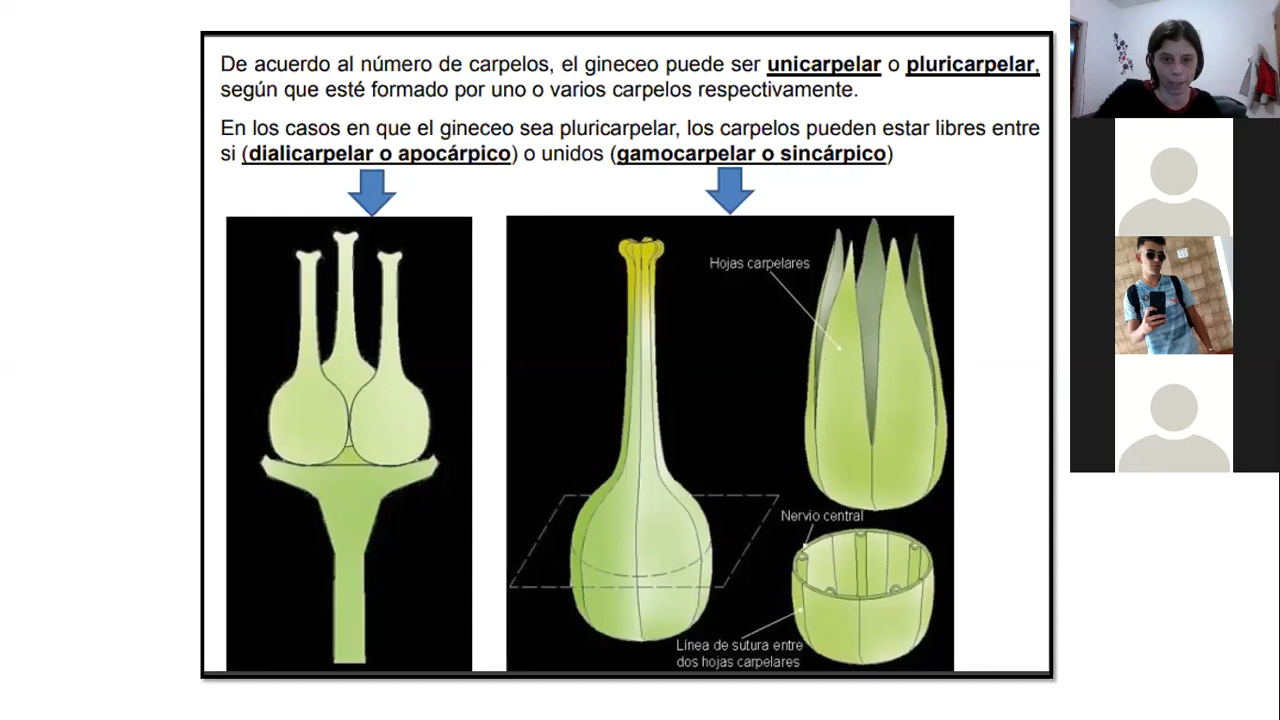 De acuerdo al número de carpelos, el gineceo puede ser unicarpelar o pluricarpelar,
según que esté formado por uno o varios carpelos respectivamente.
En los casos en que el gineceo sea pluricarpelar, los carpelos pueden estar libres entre
si (dialicarpelar o apocárpico) o unidos (gamocarpelar o sincárpico)
Hojas carpelares
Nervio central
Línea de sutura entre
dos hojas carpelares